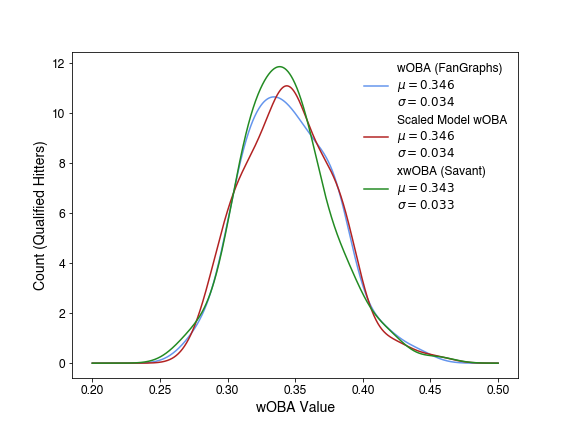 12
10
8
6
4
2
0
Count (Qualified Hitters)
wOBA (FanGraphs)
μ = 0.346
σ = 0.034
Scaled Model wOBA
μ = 0.346
σ = 0.034
xwOBA (Savant)
μ = 0.343
σ = 0.033
0.20 0.25 0.30 0.35 0.40 0.45 0.50
wOBA Value